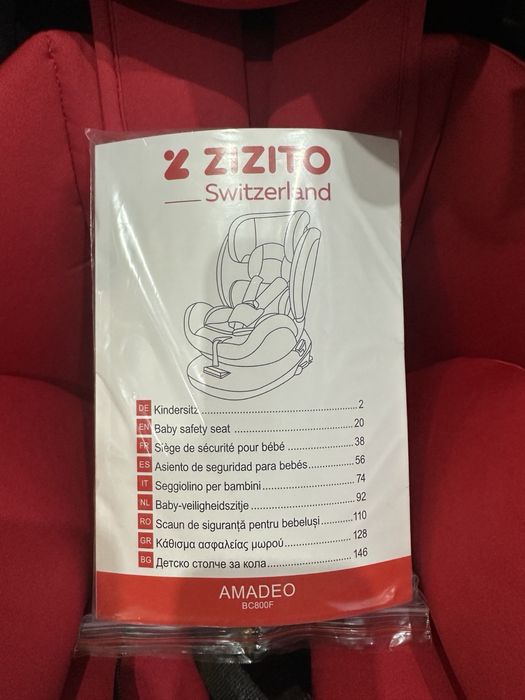 ZIZITO
Switzerland
DE Kindersitz 2
EN Baby safety seat 20
FR Siège de sécurité pour bébé 38
ES Asiento de seguridad para bebés 56
IT Seggiolino per bambini 74
NL Baby-veiligheidszitje 92
RO Scaun de siguranță pentru bebeluși 110
GR Κάθισμα ασφαλείας μωρού 128
BG Детско столче за кола 146
AMADEO
BC800F